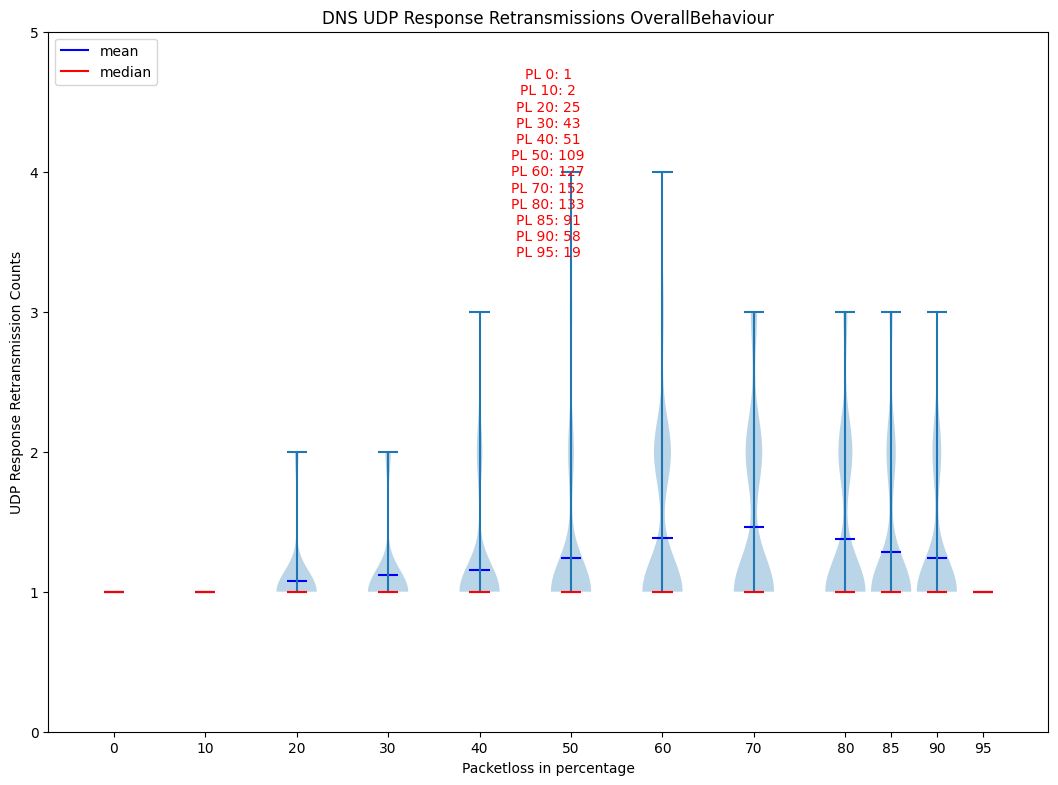 DNS UDP Response Retransmissions OverallBehaviour
mean
median
PL 0: 1
PL 10: 2
PL 20: 25
PL 30: 43
PL 40: 51
PL 50: 109
PL 60: 127
PL 70: 152
PL 80: 133
PL 85: 91
PL 90: 58
PL 95: 19
UDP Response Retransmission Counts
5
4
3
2
1
0
0 10 20 30 40 50 60 70 80 85 90 95
Packetloss in percentage